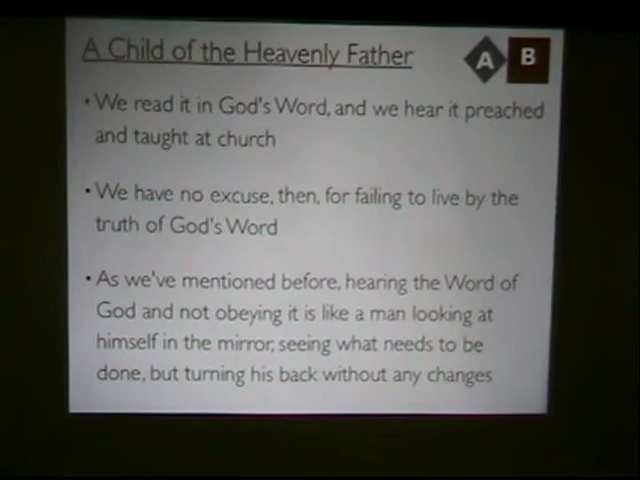 A Child of the Heavenly Father
A B
• We read it in God's Word, and we hear it preached
and taught at church
• We have no excuse, then, for failing to live by the
truth of God's Word
• As we've mentioned before, hearing the Word of
God and not obeying it is like a man looking at
himself in the mirror, seeing what needs to be
done, but turning his back without any changes